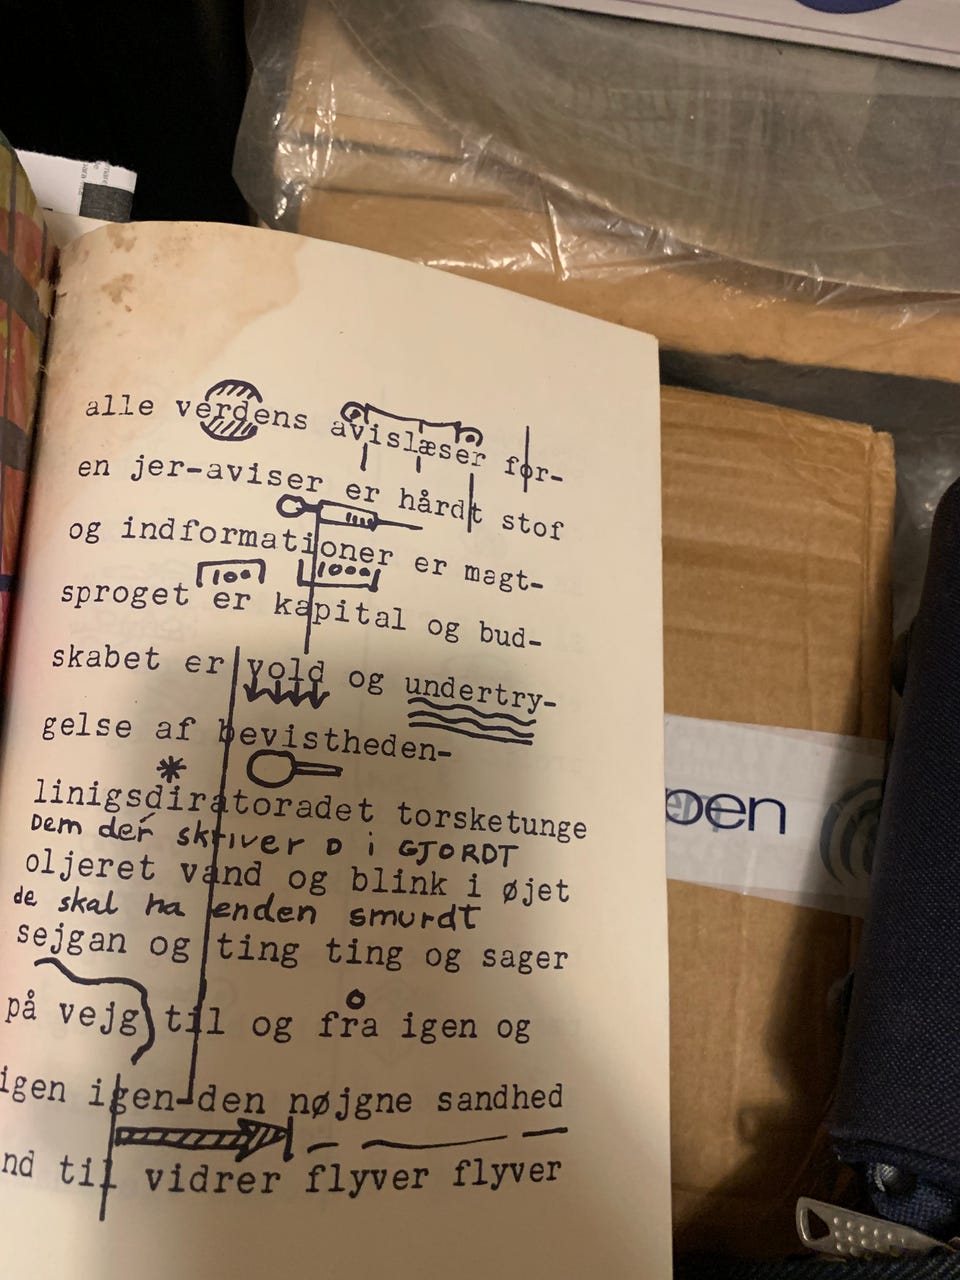 alle verdens avislæser for-
en jer-aviser er hårdt stof
og indformationer er magt-
100 1000
sproget er kapital og bud-
skabet er vold og undertry-
gelse af bevistheden-
linigsdiratoradet torsketunge
Dem der skriver D i GJORDT
oljeret vand og blink i øjet
de skal ha enden smurdt
sejgan og ting ting og sager
på vejg til og fra igen og
igen igen-den nøjgne sandhed
nd til vidrer flyver flyver
pen